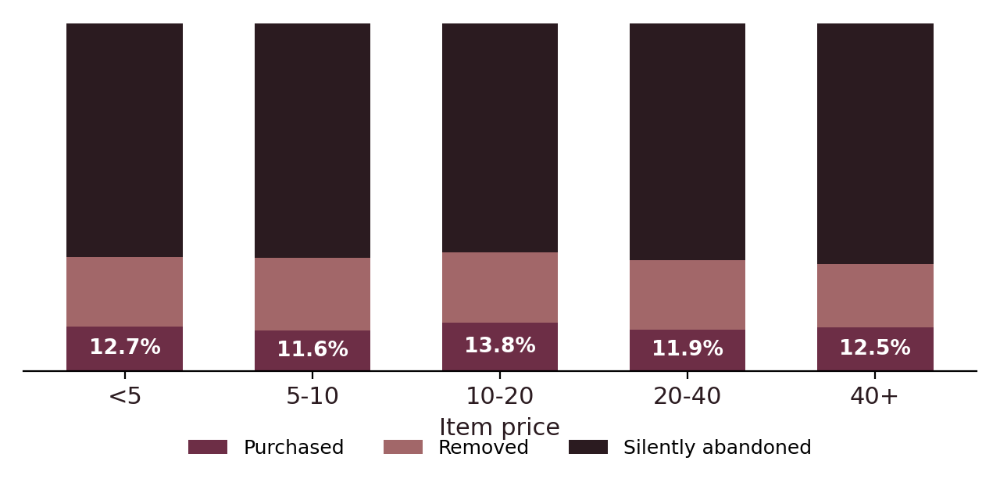 12.7% 11.6% 13.8% 11.9% 12.5%
<5 5-10 10-20 20-40 40+
Item price
Purchased Removed Silently abandoned